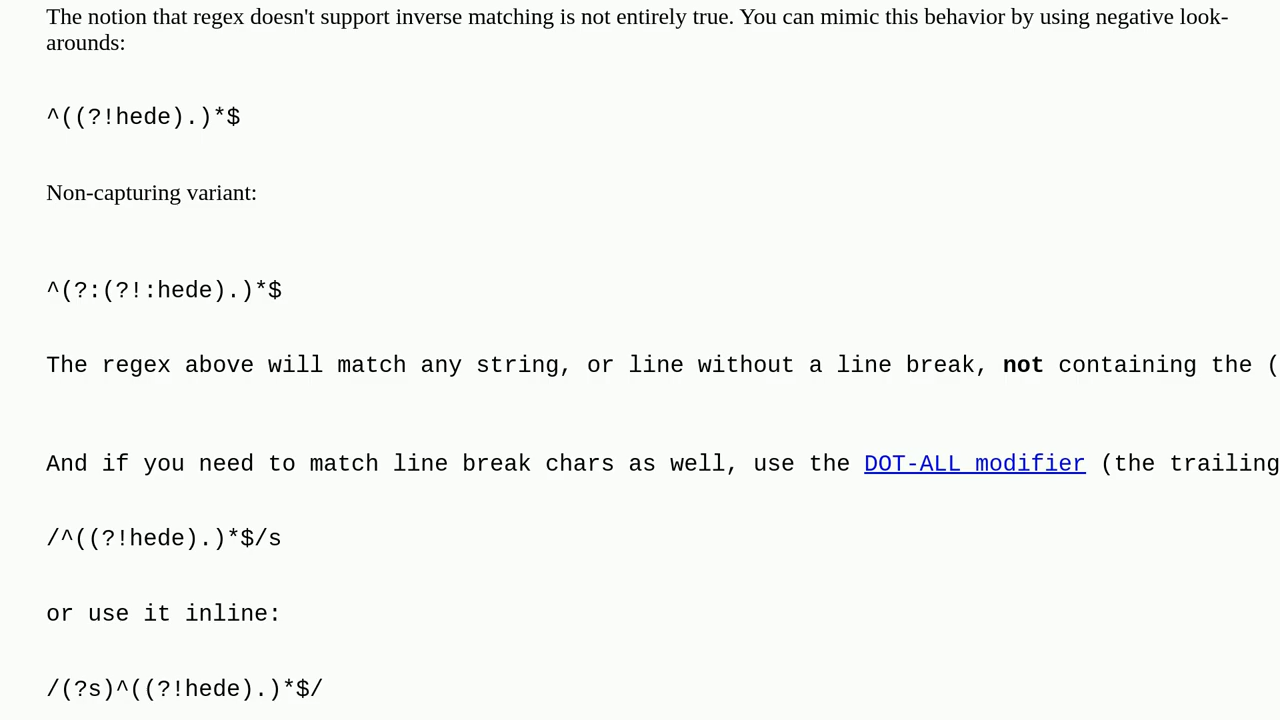 The notion that regex doesn't support inverse matching is not entirely true. You can mimic this behavior by using negative look-
arounds:
^((?!hede).)*$
Non-capturing variant:
^(?:(?!:hede).)*$
The regex above will match any string, or line without a line break, not containing the (
And if you need to match line break chars as well, use the DOT-ALL modifier (the trailing
/^((?!hede).)*$/s
or use it inline:
/(?s)^((?!hede).)*$/